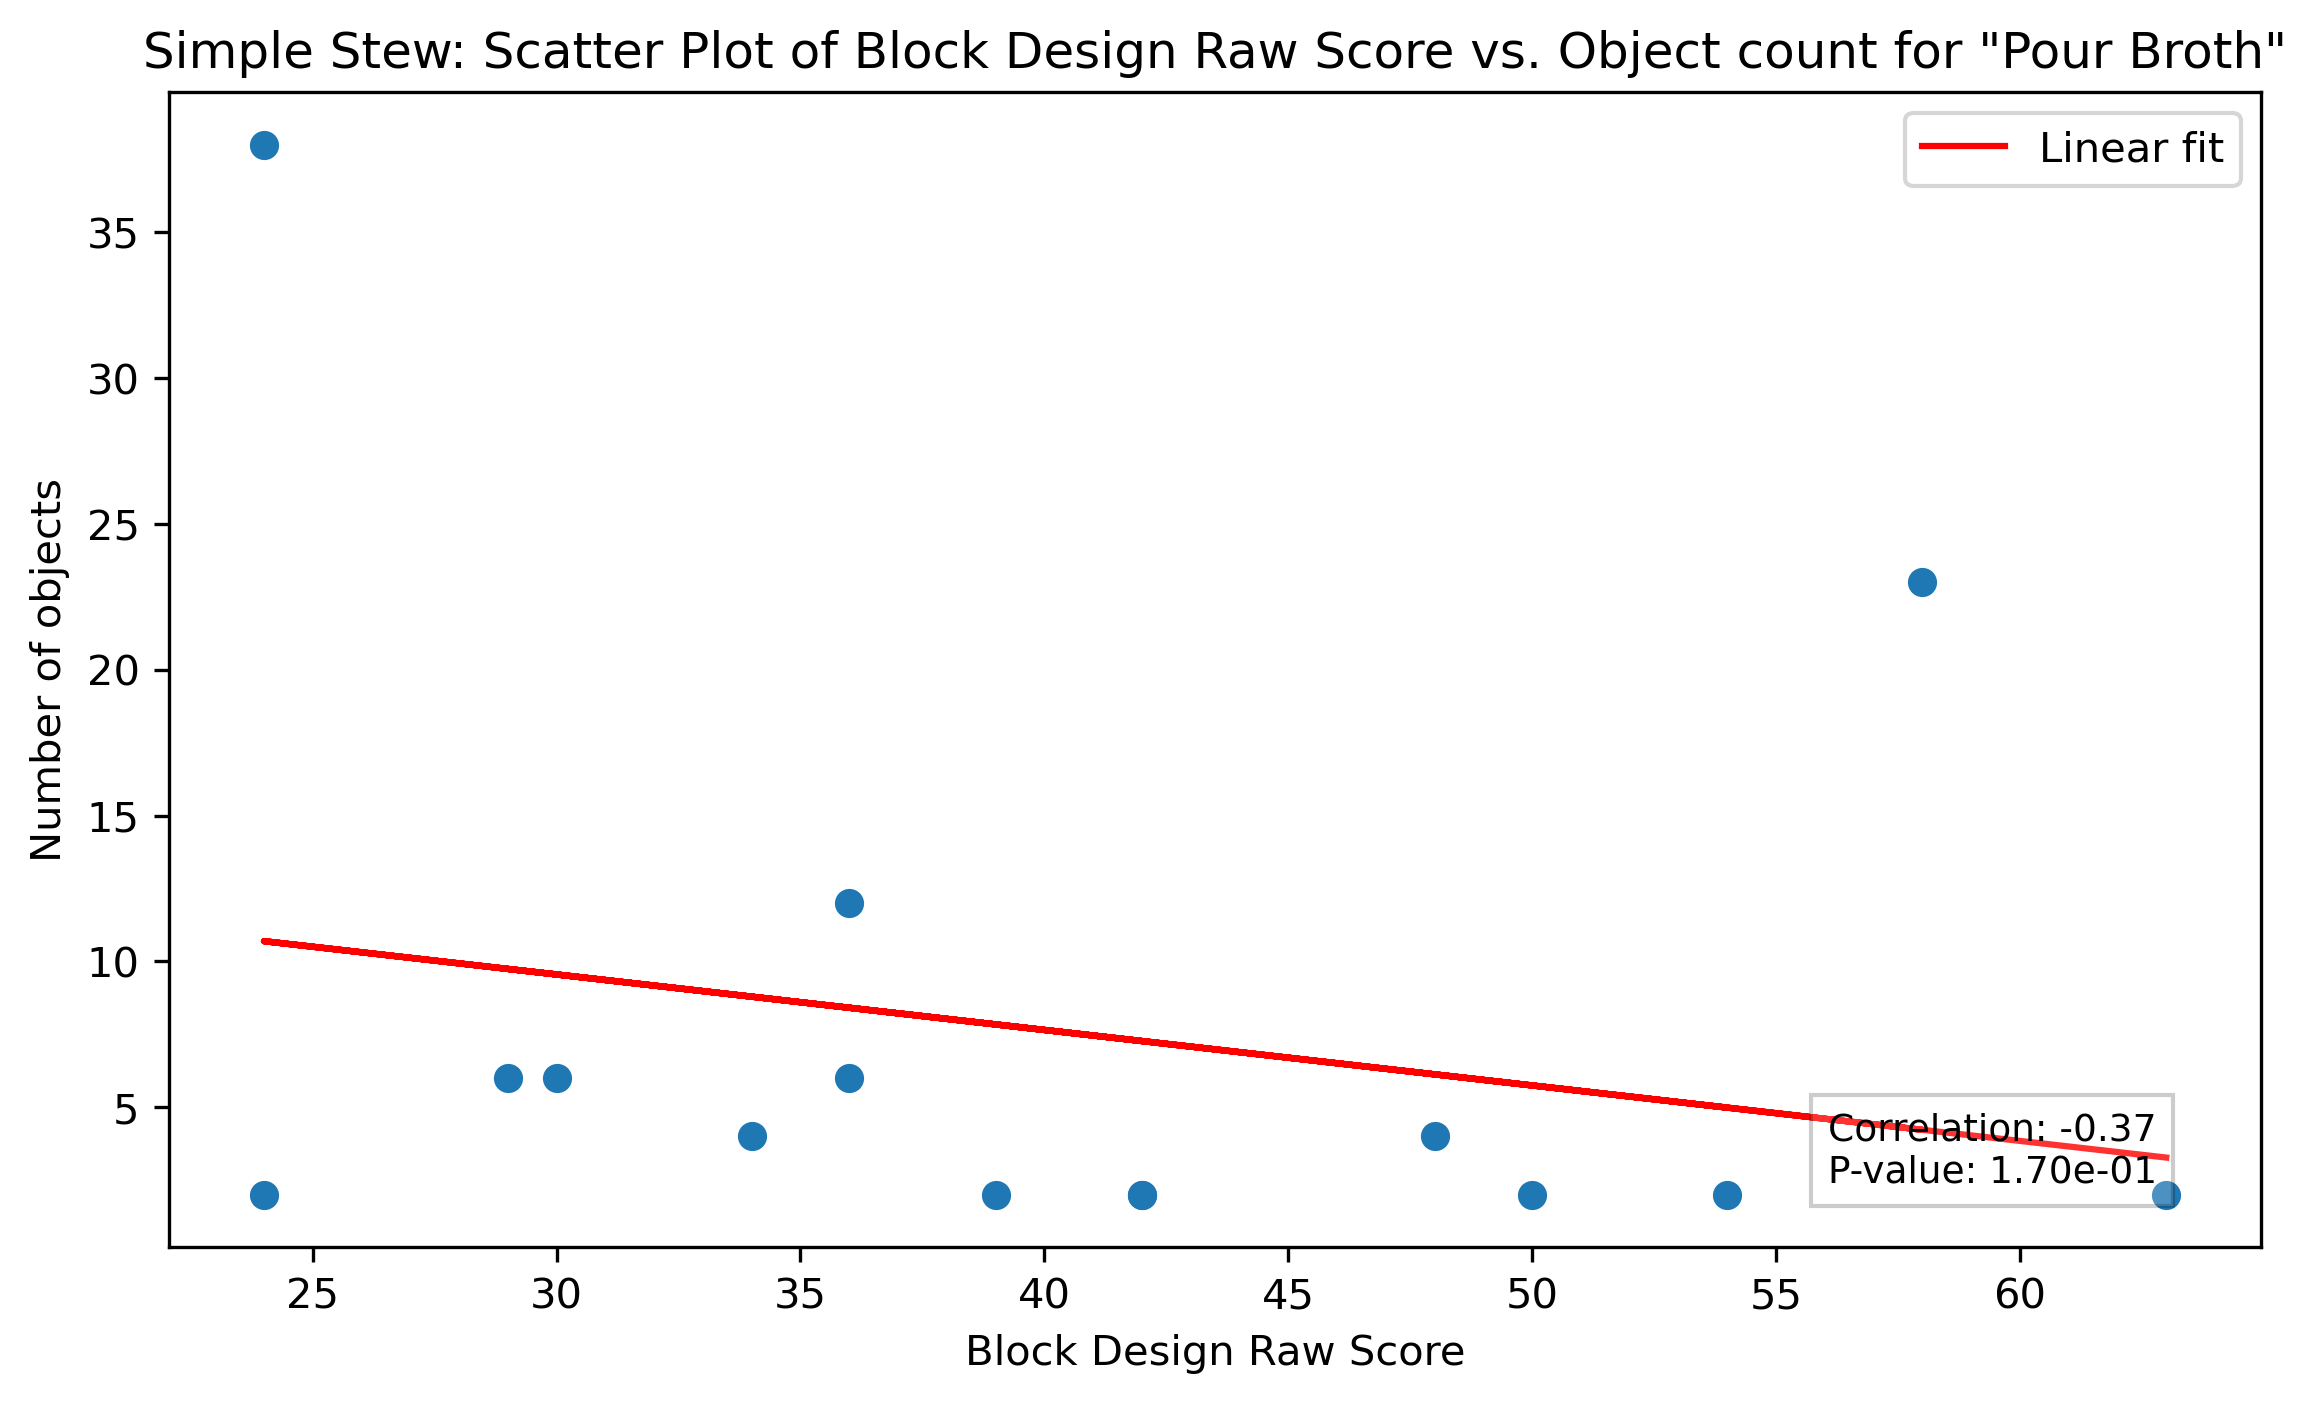 Simple Stew: Scatter Plot of Block Design Raw Score vs. Object count for "Pour Broth"
Linear fit
35
30
25
20
15
10
5
Number of objects
Correlation: -0.37
P-value: 1.70e-01
25 30 35 40 45 50 55 60
Block Design Raw Score